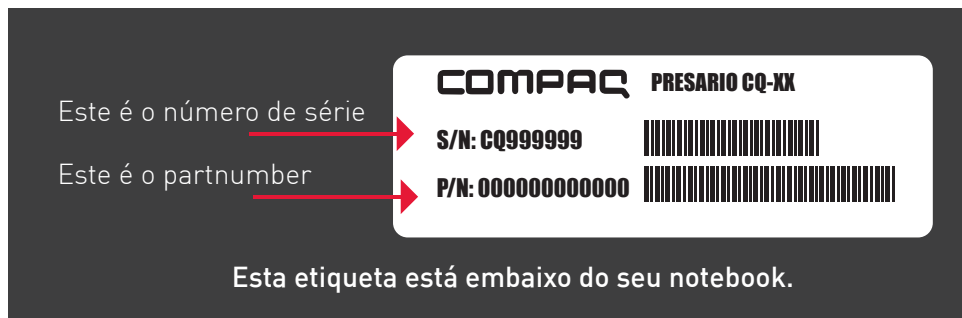 COMPAQ PRESARIO CQ-XX
Este é o número de série
S/N: CQ999999
Este é o partnumber
P/N: 000000000000
Esta etiqueta está embaixo do seu notebook.